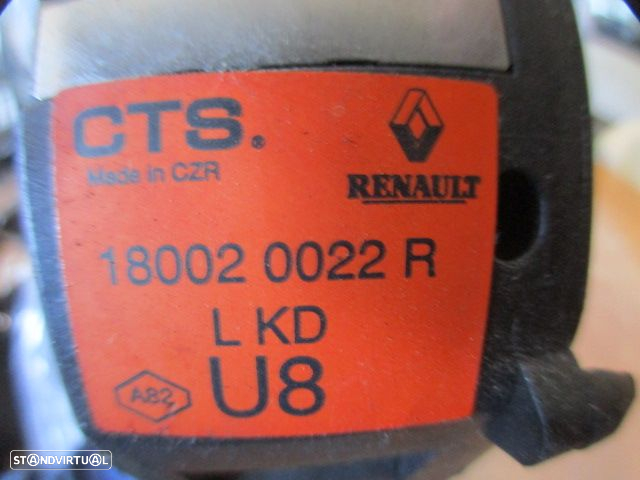 CTS.®
Made in CZR
RENAULT
18002 0022 R
L KD
U8
A82
STANDVIRTUAL